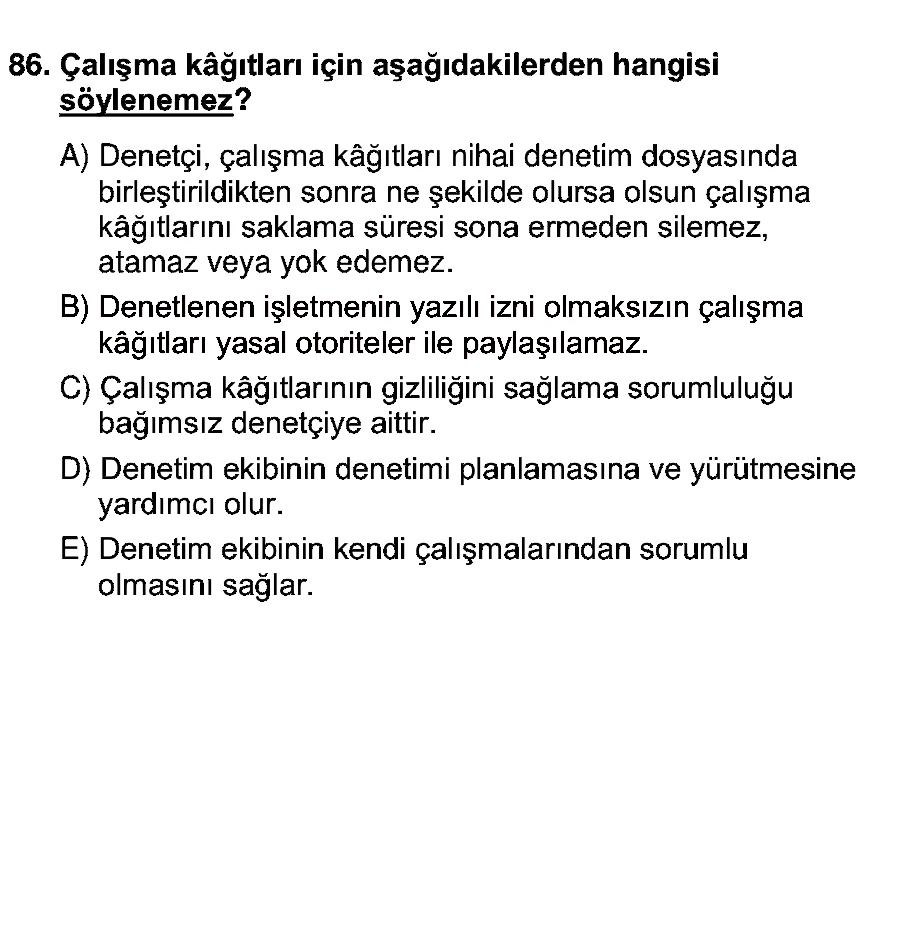 86. Çalışma kâğıtları için aşağıdakilerden hangisi
söylenemez?
A) Denetçi, çalışma kâğıtları nihai denetim dosyasında
birleştirildikten sonra ne şekilde olursa olsun çalışma
kâğıtlarını saklama süresi sona ermeden silemez,
atamaz veya yok edemez.
B) Denetlenen işletmenin yazılı izni olmaksızın çalışma
kâğıtları yasal otoriteler ile paylaşılamaz.
C) Çalışma kâğıtlarının gizliliğini sağlama sorumluluğu
bağımsız denetçiye aittir.
D) Denetim ekibinin denetimi planlamasına ve yürütmesine
yardımcı olur.
E) Denetim ekibinin kendi çalışmalarından sorumlu
olmasını sağlar.